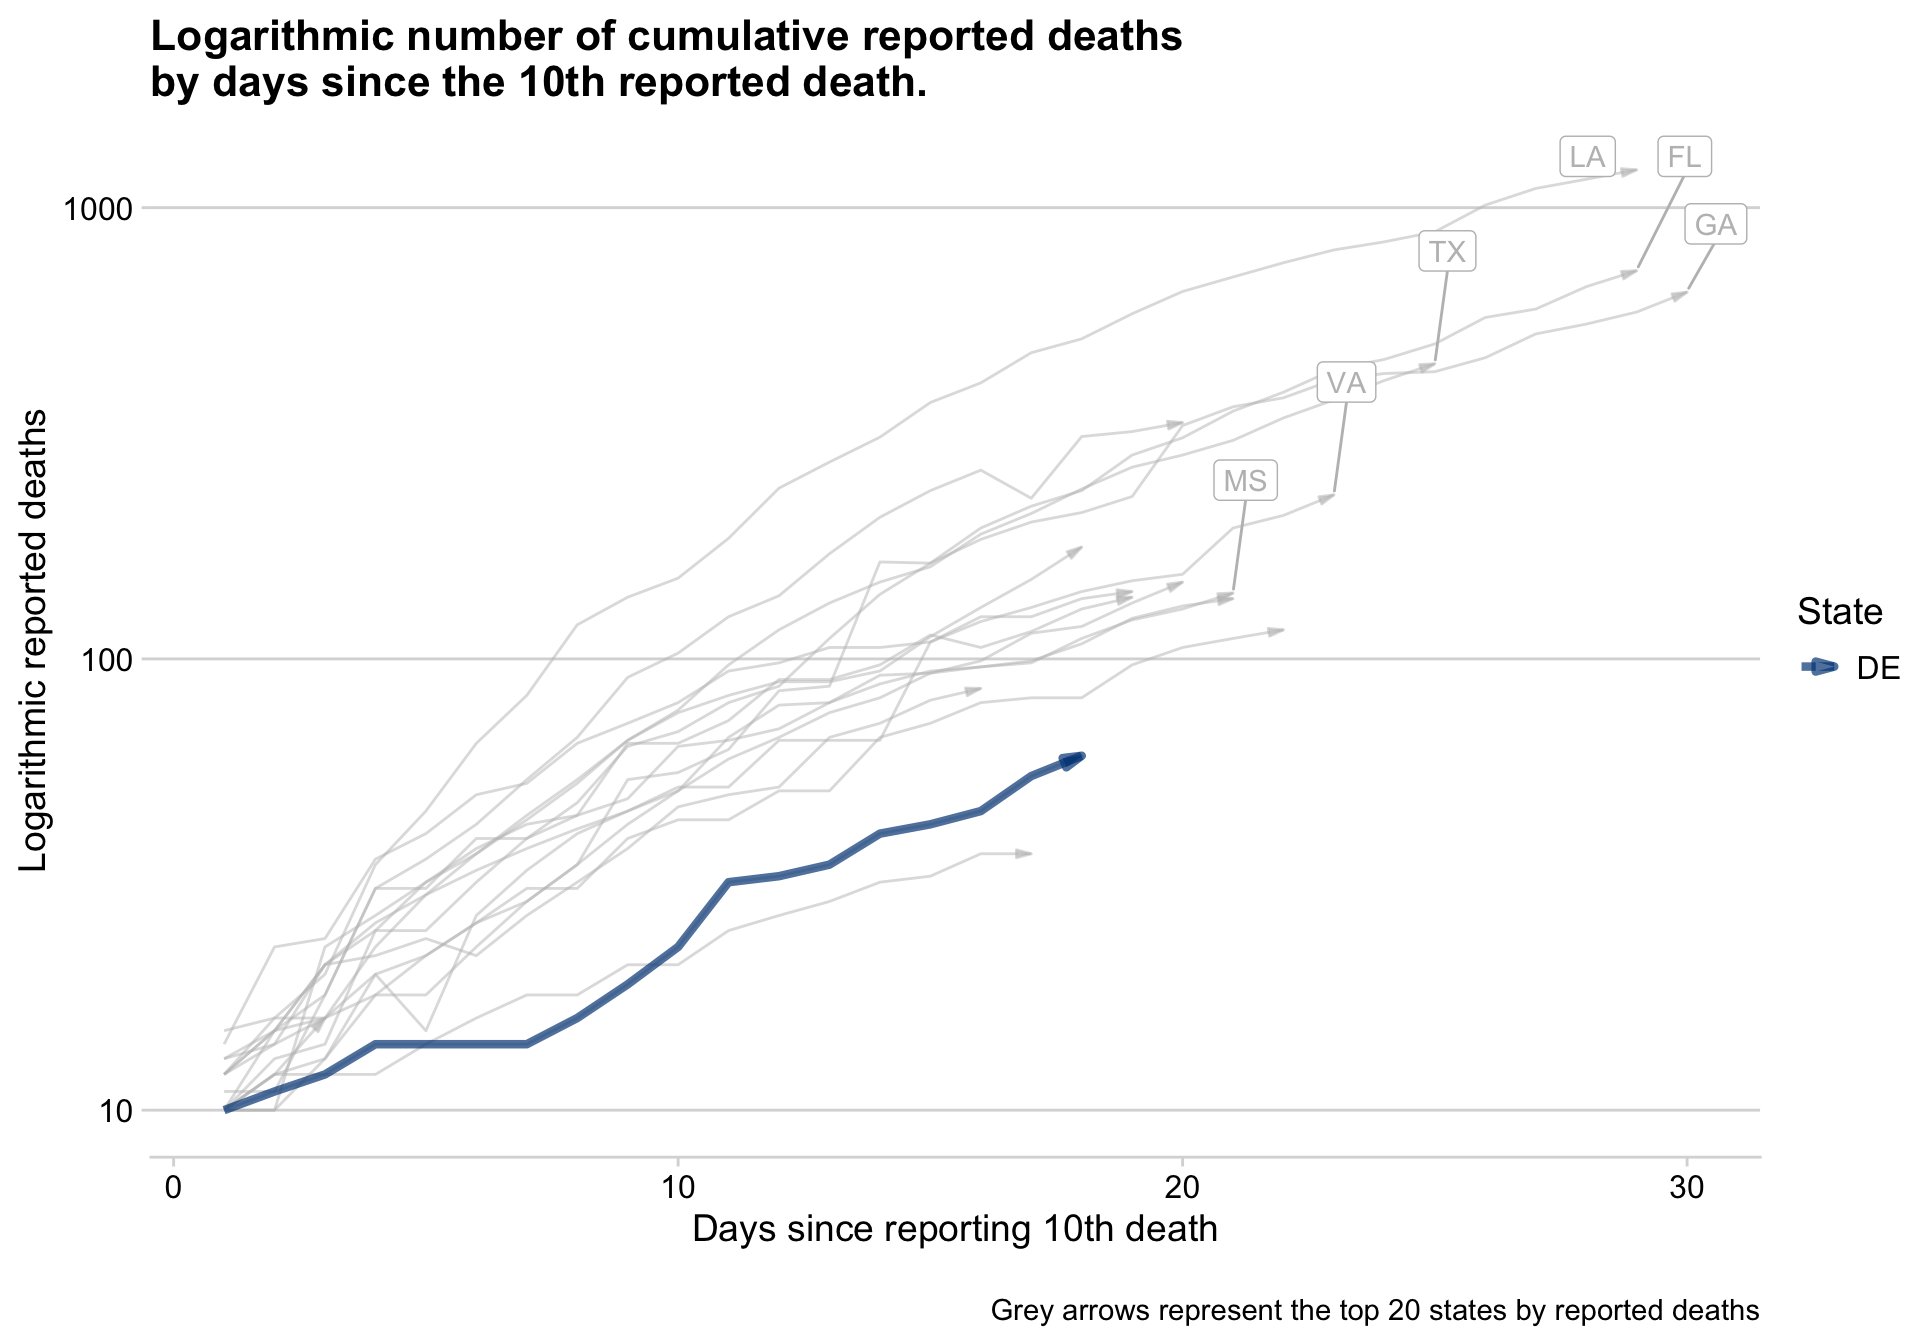 Logarithmic number of cumulative reported deaths
by days since the 10th reported death.
LA
FL
GA
TX
VA
MS
1000
100
10
Logarithmic reported deaths
0
10
20
30
Days since reporting 10th death
State
DE
Grey arrows represent the top 20 states by reported deaths